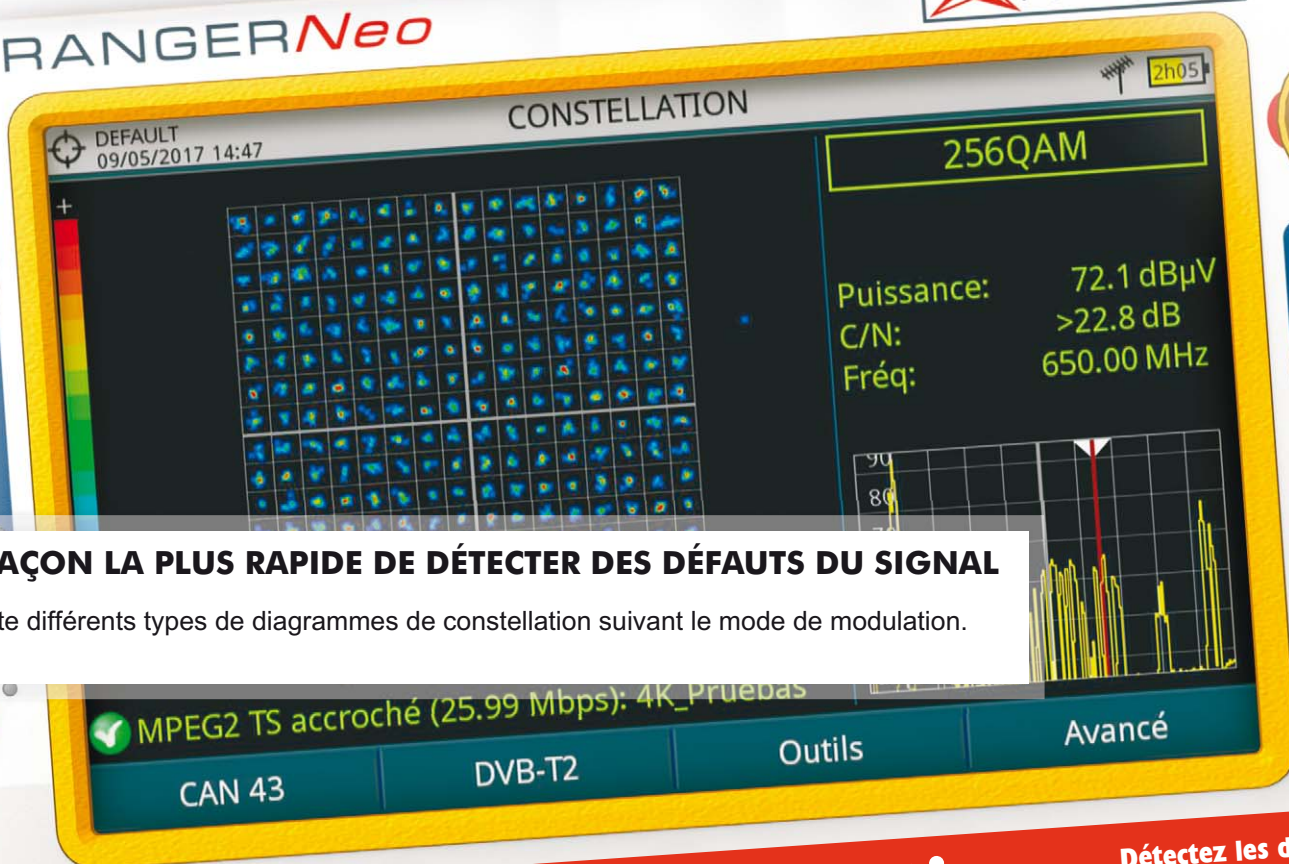 RANGERNeo
DEFAULT
09/05/2017 14:47
CONSTELLATION
2h05
+
256QAM
Puissance: 72.1 dBµV
C/N: >22.8 dB
Fréq: 650.00 MHz
90
80
AÇON LA PLUS RAPIDE DE DÉTECTER DES DÉFAUTS DU SIGNAL
te différents types de diagrammes de constellation suivant le mode de modulation.
MPEG2 TS accroché (25.99 Mbps): 4K_Pruebas
CAN 43
DVB-T2
Outils
Avancé
Détectez les d